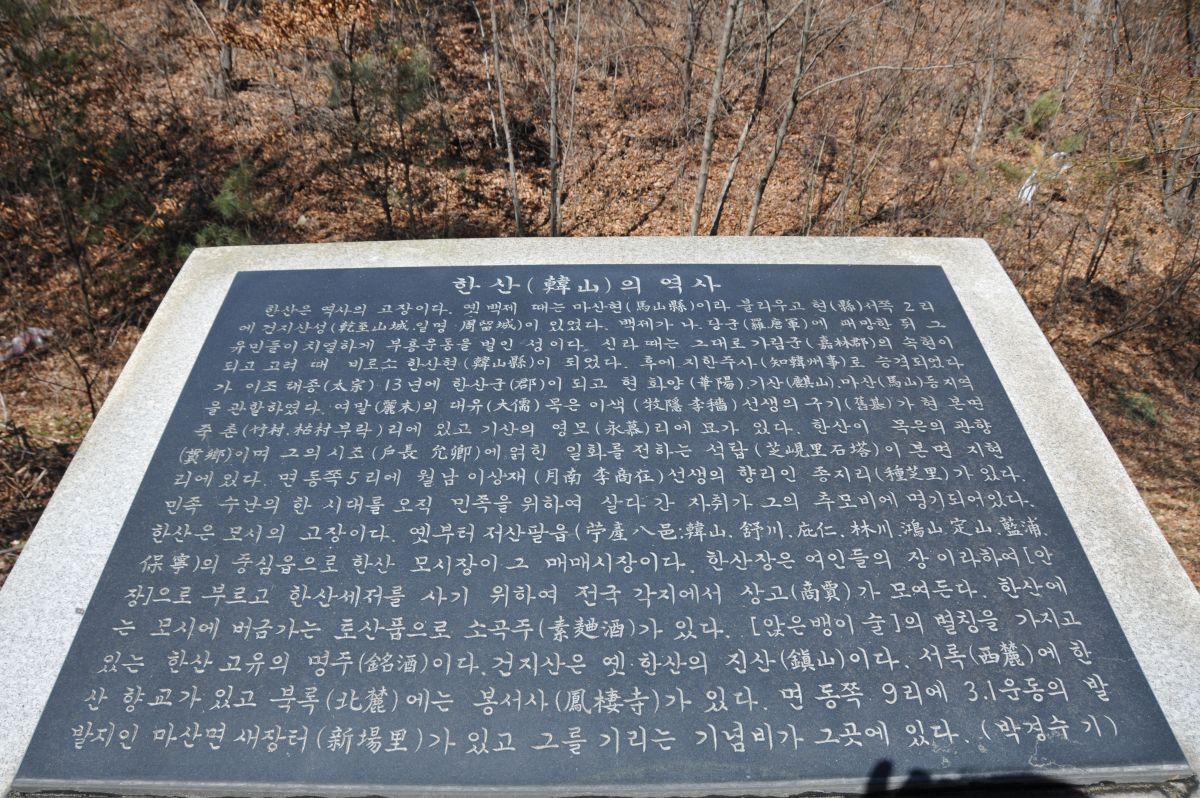 한산(韓山)의 역사
한산은 역사의 고장이다. 옛 백제 때는 마산현(馬山縣)이라 불리우고 현(縣)서쪽 2리
에 건지산성(乾至山城.일명 周留城)이 있었다. 백제가 나.당군(羅唐軍)에 패망한 뒤 그
유민들이 치열하게 부흥운동을 벌인 성이다. 신라 때는 그대로 가림군(嘉林郡)의 속현이
되고 고려 때 비로소 한산현(韓山縣)이 되었다. 후에 지한주사(知韓州事)로 승격되었다
가 이조 태종(太宗) 13년에 한산군(郡)이 되고 현 화양(華陽) 기산(麒山).마산(馬山)등지역
을 관할하였다. 여말(麗末)의 대유(大儒) 목은 이색(牧隱 李穡) 선생의 구기(舊基)가 현 본면
죽촌(竹村.枯村부락)리에 있고 기산의 영모(永慕)리에 묘가 있다. 한산이 목은의 관향
(貫鄕)이며 그의 시조(戶長 允卿)에 얽힌 일화를 전하는 석탑(芝峴里石塔)이 본면 지현
리에 있다. 면 동쪽 5리에 월남 이상재(月南 李商在)선생의 향리인 종지리(種芝里)가 있다.
민족 수난의 한 시대를 오직 민족을 위하여 살다 간 자취가 그의 추모비에 명기되어있다.
한산은 모시의 고장이다. 옛부터 저산팔읍(苧產八邑:韓山.舒川.庇仁.林川.鴻山.定山.藍浦.
保寧)의 중심읍으로 한산 모시장이 그 매매시장이다. 한산장은 여인들의 장이라하여[안
장]으로 부르고 한산세저를 사기 위하여 전국 각지에서 상고(商賈)가 모여든다. 한산에
는 모시에 버금가는 토산품으로 소곡주(素麯酒)가 있다. [앉은뱅이 술]의 별칭을 가지고
있는 한산 고유의 명주(銘酒)이다. 건지산은 옛 한산의 진산(鎭山)이다. 서록(西麓)에 한
산 향교가 있고 북록(北麓)에는 봉서사(鳳棲寺)가 있다. 면 동쪽 9리에 3.1운동의 발
발지인 마산면 새장터(新場里)가 있고 그를 기리는 기념비가 그곳에 있다. (박경수 기)